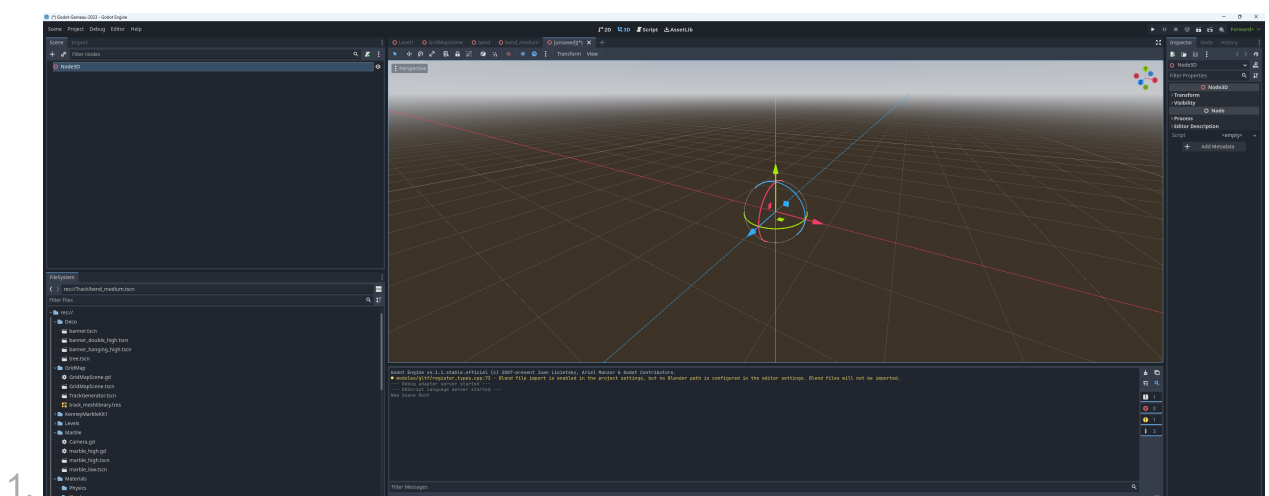 (*) Godot-Gameau-2023 - Godot Engine
Scene Project Debug Editor Help
2D 3D Script AssetLib
Forward+
Scene Import
Level1 GridMapScene bend bend_medium [unsaved](*)
Inspector Node History
Filter Nodes
Transform View
Node3D
Perspective
Node3D
Filter Properties
Node3D
Transform
Visibility
Node
Process
Editor Description
Script <empty>
Add Metadata
FileSystem
res://Track/bend_medium.tscn
Filter Files
res://
Deco
banner.tscn
banner_double_high.tscn
banner_hanging_high.tscn
tree.tscn
GridMap
GridMapScene.gd
GridMapScene.tscn
TrackGenerator.tscn
track_meshlibrary.tres
KenneyMarbleKit1
Levels
Marble
Camera.gd
marble_high.gd
marble_high.tscn
marble_low.tscn
Materials
Physics
Godot Engine v4.1.1.stable.official (c) 2007-present Juan Linietsky, Ariel Manzur & Godot Contributors.
modules/gltf/register_types.cpp:73 - Blend file import is enabled in the project settings, but no Blender path is configured in the editor settings. Blend files will not be imported.
--- Debug adapter server started ---
--- GDScript language server started ---
New Scene Root
1
0
1
3
Filter Messages
1.